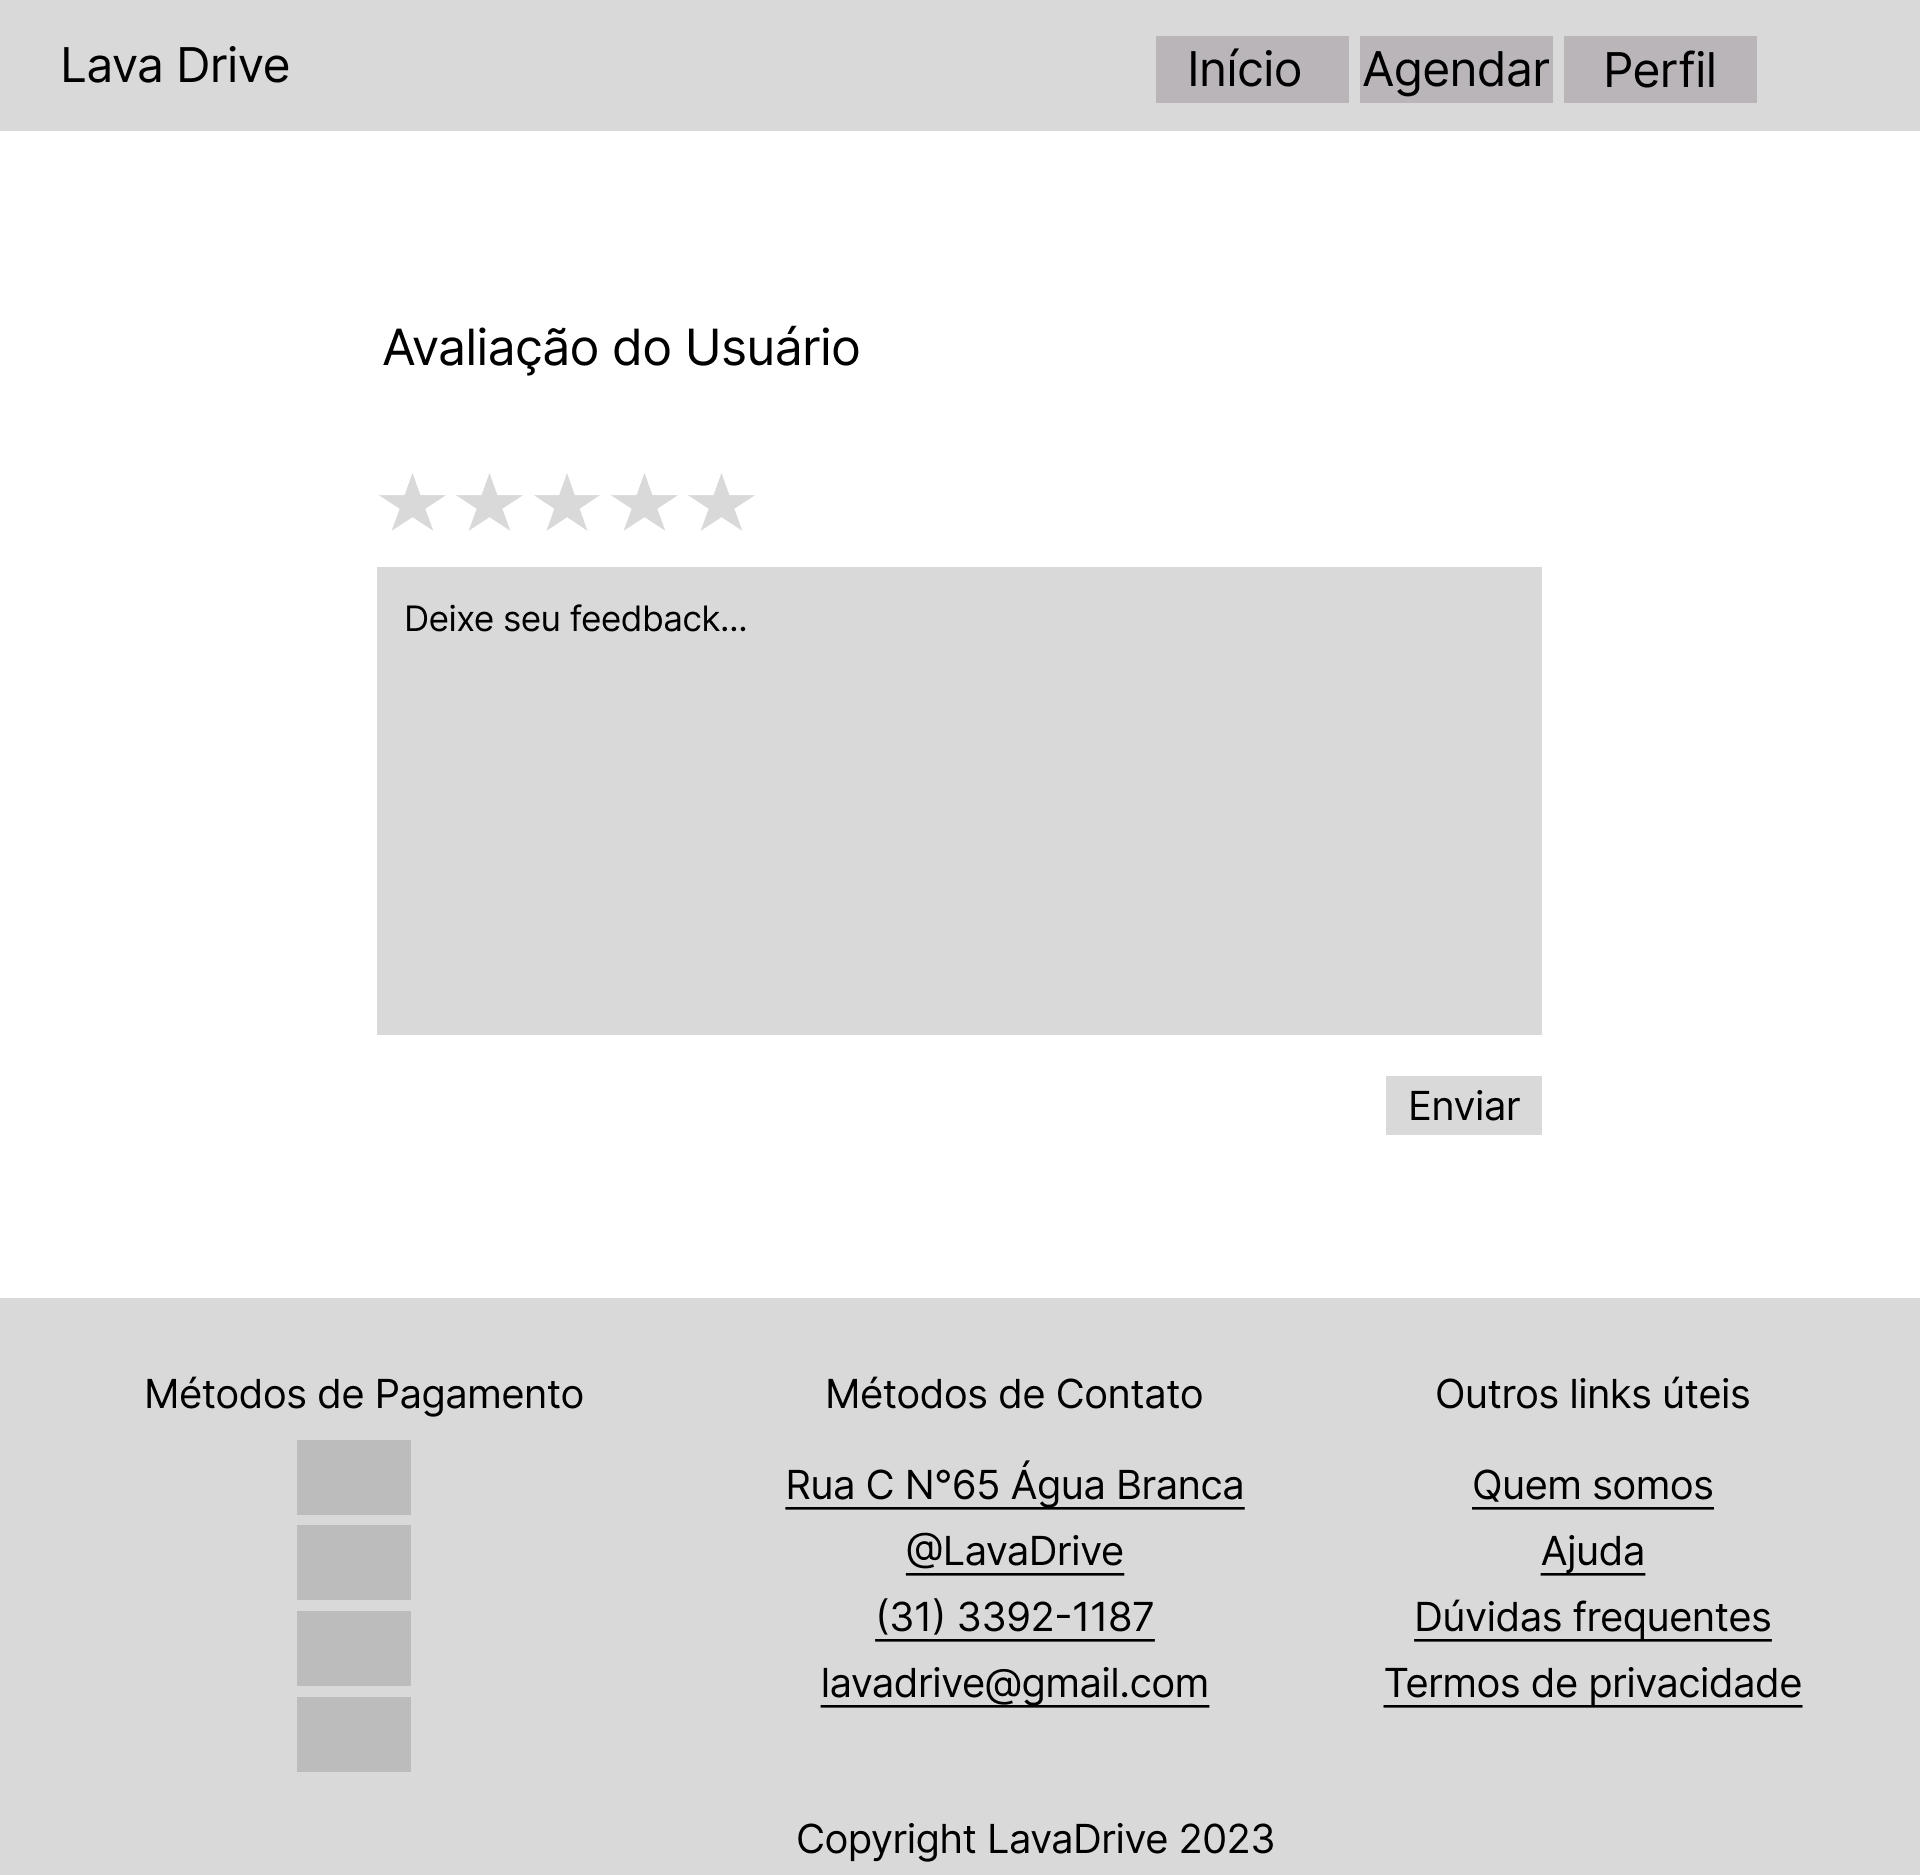 Lava Drive
Início
Agendar
Perfil
Avaliação do Usuário
Deixe seu feedback...
Enviar
Métodos de Pagamento
Métodos de Contato
Rua C N°65 Água Branca
@LavaDrive
(31) 3392-1187
lavadrive@gmail.com
Outros links úteis
Quem somos
Ajuda
Dúvidas frequentes
Termos de privacidade
Copyright LavaDrive 2023